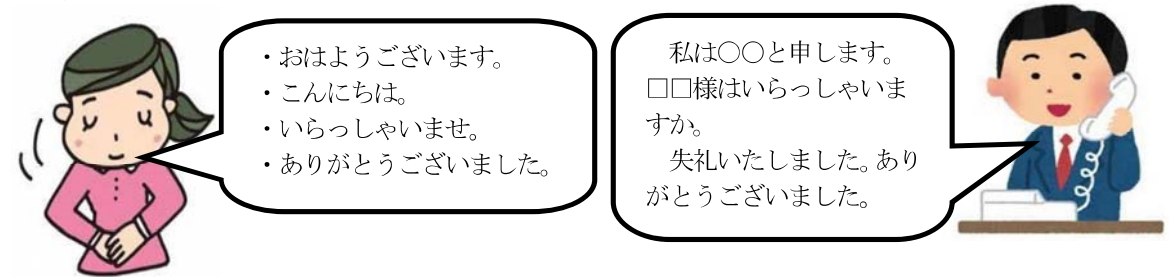 ・おはようございます。
・こんにちは。
・いらっしゃいませ。
・ありがとうございました。
　私は○○と申します。
□□様はいらっしゃいま
すか。
　失礼いたしました。あり
がとうございました。